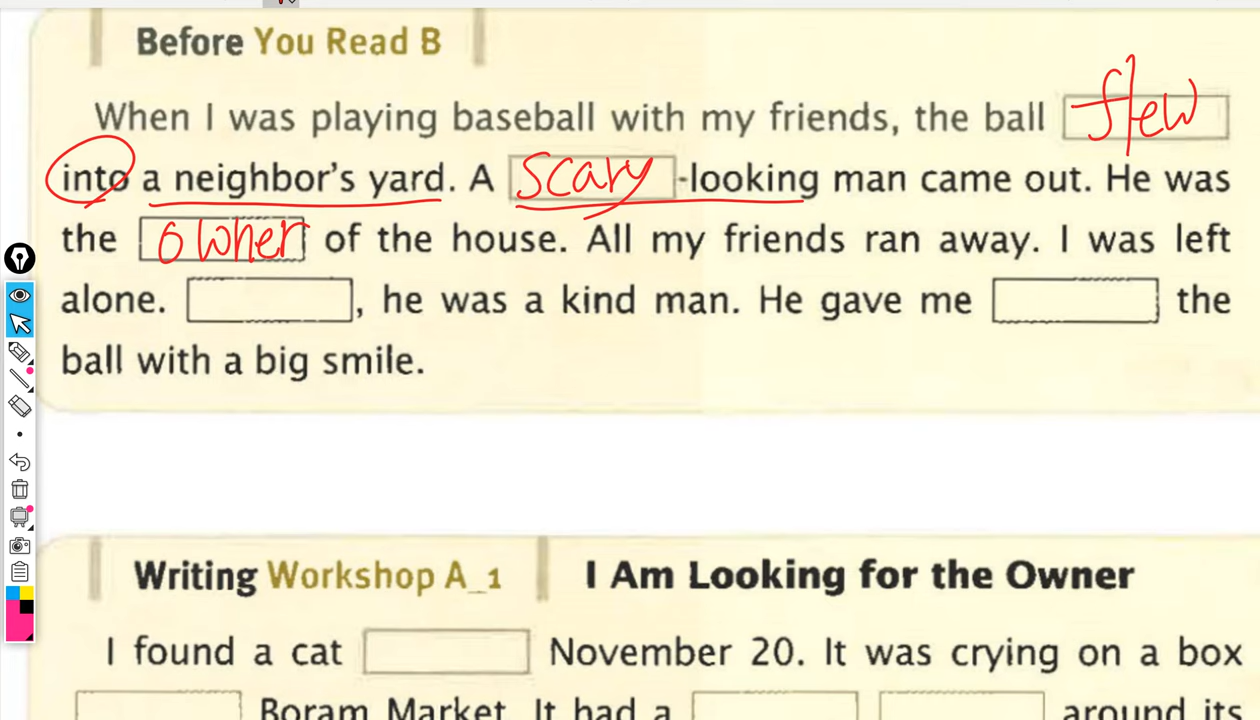 Before You Read B
When I was playing baseball with my friends, the ball flew
into a neighbor's yard. A scary -looking man came out. He was
the owner of the house. All my friends ran away. I was left
alone. , he was a kind man. He gave me the
ball with a big smile.
Writing Workshop A_1 I Am Looking for the Owner
I found a cat November 20. It was crying on a box
Boram Market. It had a around its